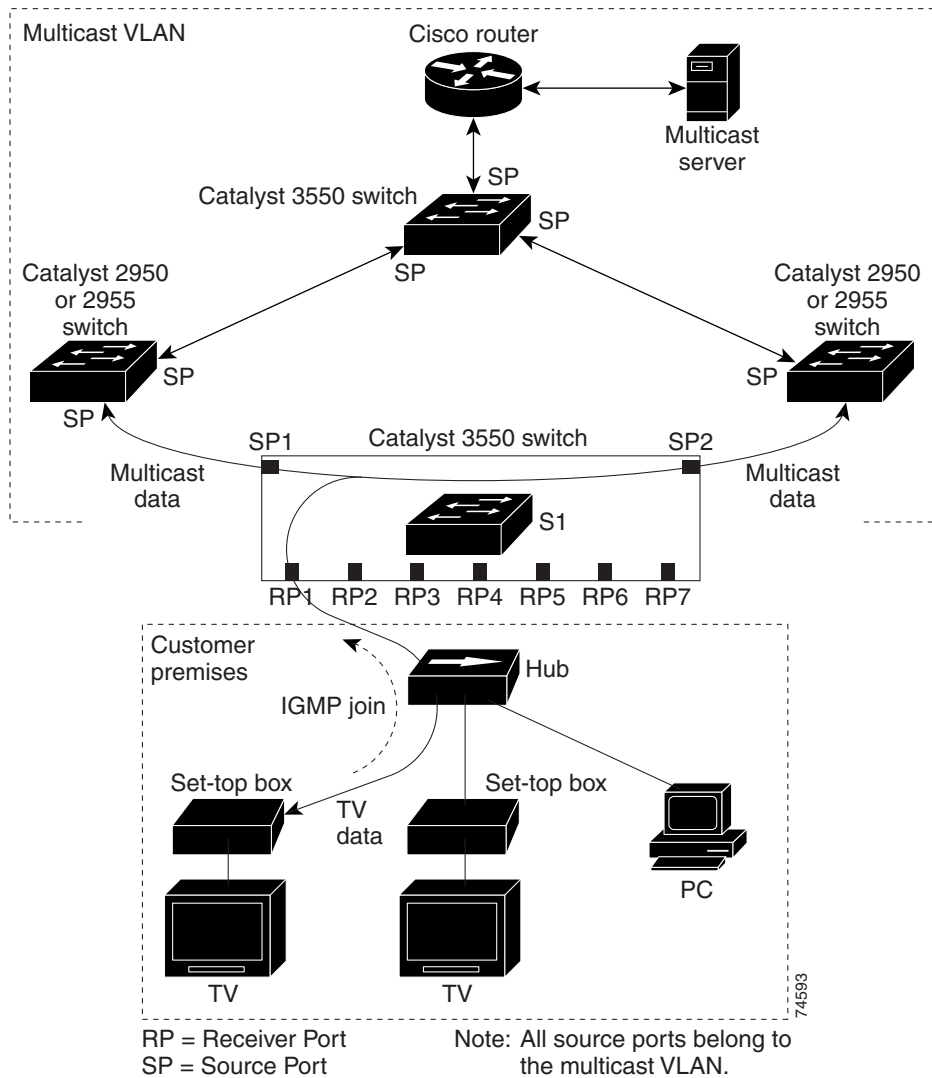 Multicast VLAN
Cisco router
Multicast
server
SP
Catalyst 3550 switch
SP
SP
Catalyst 2950
or 2955
switch
Catalyst 2950
or 2955
switch
SP
SP
SP
SP1
Catalyst 3550 switch
SP2
Multicast
data
Multicast
data
S1
RP1
RP2
RP3
RP4
RP5
RP6
RP7
Customer
premises
Hub
IGMP join
Set-top box
Set-top box
TV
data
PC
TV
TV
74593
RP = Receiver Port
SP = Source Port
Note: All source ports belong to
the multicast VLAN.